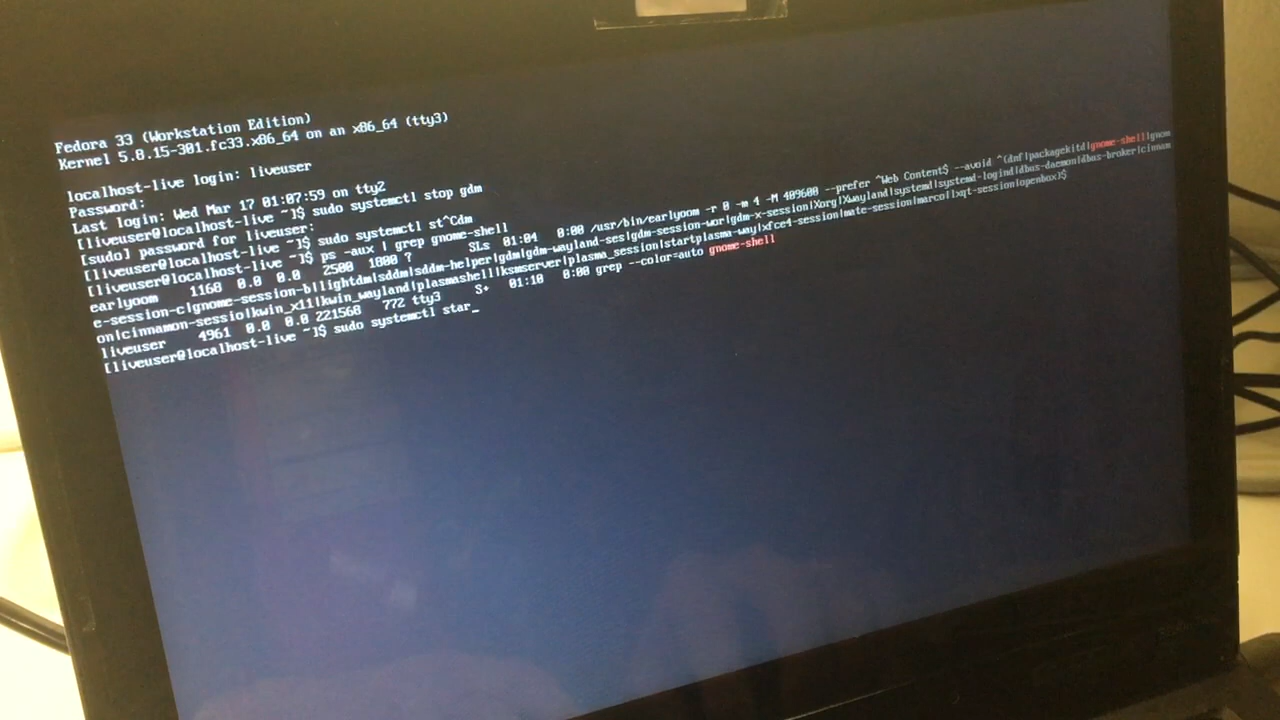 Fedora 33 (Workstation Edition)
Kernel 5.8.15-301.fc33.x86_64 on an x86_64 (tty3)
localhost-live login: liveuser
Password:
Last login: Wed Mar 17 01:07:59 on tty2
[liveuser@localhost-live ~]$ sudo systemctl stop gdm
[sudo] password for liveuser:
[liveuser@localhost-live ~]$ sudo systemctl st^Cdm
[liveuser@localhost-live ~]$ ps -aux | grep gnome-shell
earlyoom 1160 0.0 0.0 2500 1800 ? SLs 01:04 0:00 /usr/bin/earlyoom -r 0 -m 4 -M 409600 --prefer ^Web Content$ --avoid ^(dnf|packagekitd|gnome-shell|gnom
e-session-c|gnome-session-b|lightdm|sddm|sddm-helper|gdm|gdm-wayland-ses|gdm-session-wor|gdm-x-session|Xorg|Xwayland|systemd|systemd-logind|dbus-daemon|dbus-broker|cinnam
on|cinnamon-sessio|kwin_x11|kwin_wayland|plasmashell|ksmserver|plasma_session|startplasma-way|xfce4-session|mate-session|marco|lxqt-session|openbox)$
liveuser 4961 0.0 0.0 221560 772 tty3 S+ 01:10 0:00 grep --color=auto gnome-shell
[liveuser@localhost-live ~]$ sudo systemctl star_